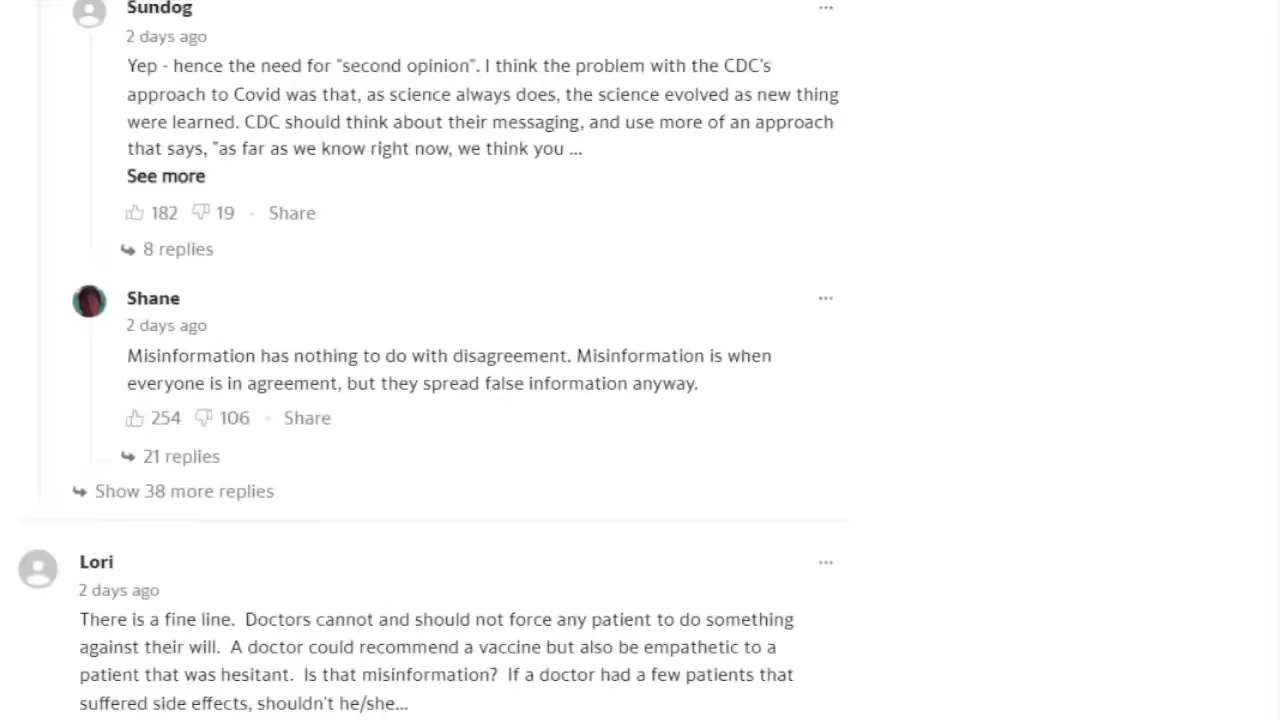 Sundog
2 days ago
Yep - hence the need for "second opinion". I think the problem with the CDC's
approach to Covid was that, as science always does, the science evolved as new thing
were learned. CDC should think about their messaging, and use more of an approach
that says, "as far as we know right now, we think you ...
See more
182 19 · Share
8 replies
Shane
2 days ago
Misinformation has nothing to do with disagreement. Misinformation is when
everyone is in agreement, but they spread false information anyway.
254 106 · Share
21 replies
Show 38 more replies
Lori
2 days ago
There is a fine line. Doctors cannot and should not force any patient to do something
against their will. A doctor could recommend a vaccine but also be empathetic to a
patient that was hesitant. Is that misinformation? If a doctor had a few patients that
suffered side effects, shouldn't he/she...